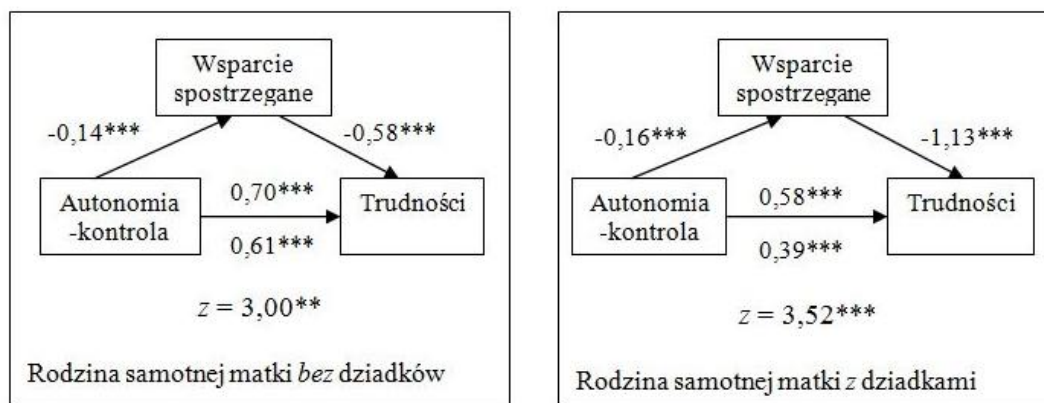 Wsparcie
spostrzegane
-0,14***
-0,58***
Autonomia
-kontrola
0,70***
0,61***
Trudności
z = 3,00**
Rodzina samotnej matki bez dziadków
Wsparcie
spostrzegane
-0,16***
-1,13***
Autonomia
-kontrola
0,58***
0,39***
Trudności
z = 3,52***
Rodzina samotnej matki z dziadkami